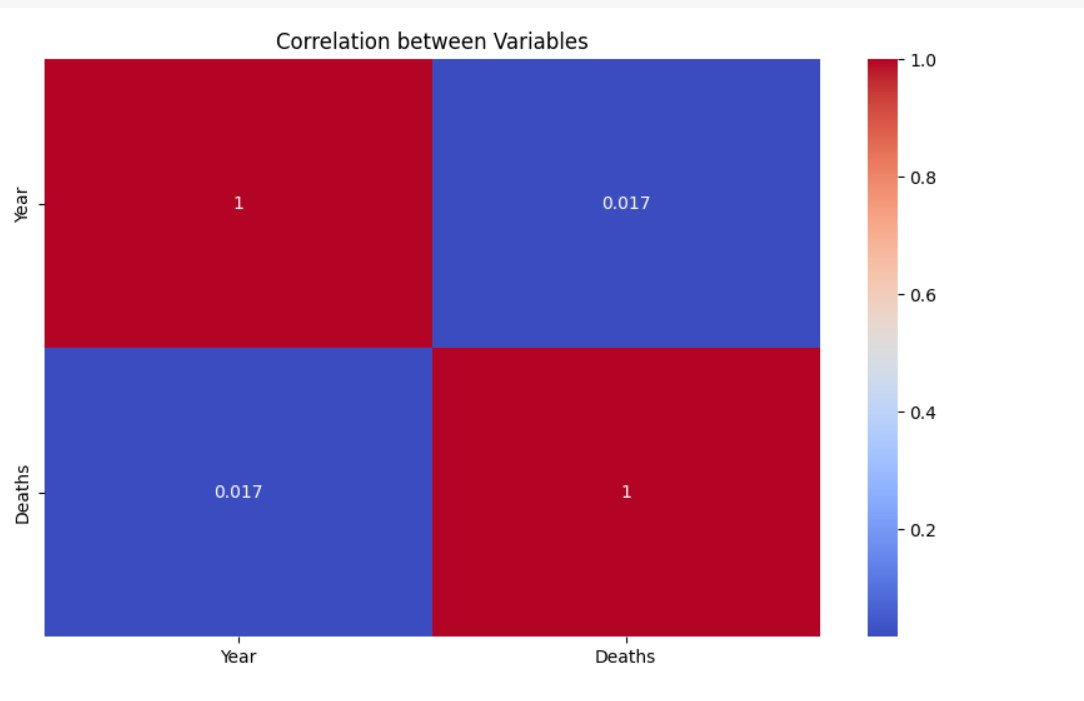 Correlation between Variables
Year
1
0.017
Deaths
0.017
1
Year
Deaths
1.0
0.8
0.6
0.4
0.2